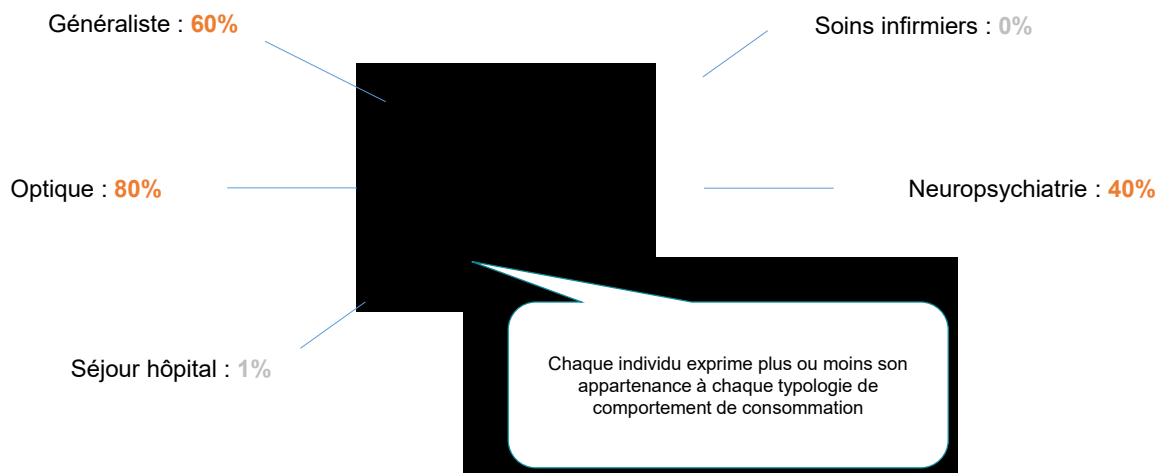 Généraliste : 60%
Soins infirmiers : 0%
Optique : 80%
Neuropsychiatrie : 40%
Séjour hôpital : 1%
Chaque individu exprime plus ou moins son
appartenance à chaque typologie de
comportement de consommation